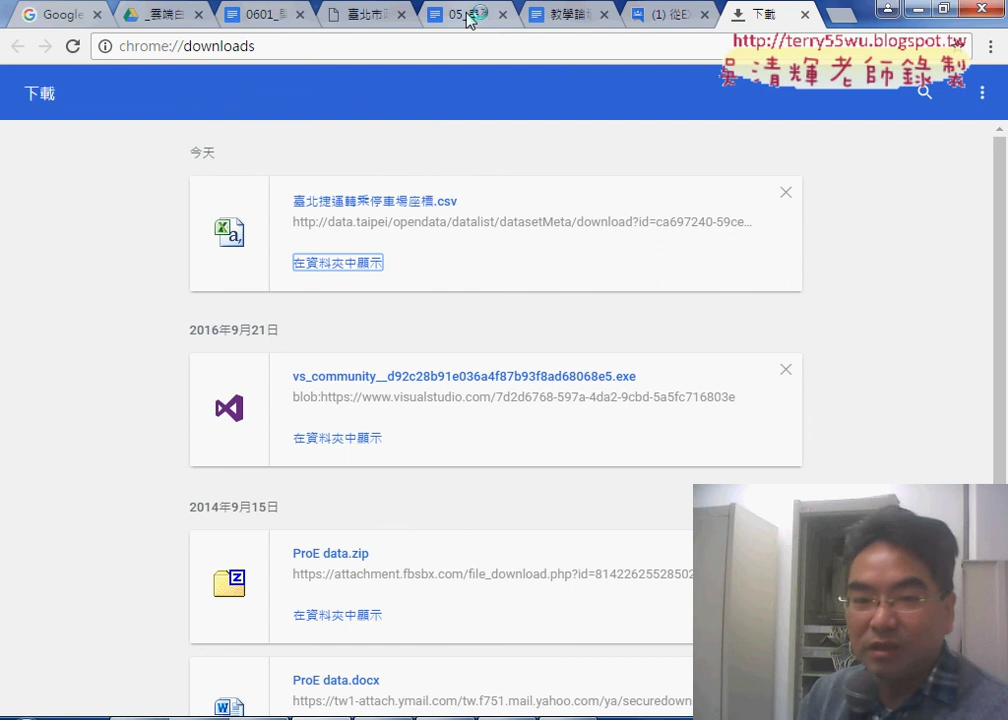 Google
_雲端白
0601_
臺北市
05_
教學論
(1) 從E
下載
chrome://downloads
http://terry55wu.blogspot.tw
吳清輝老師錄製
下載
今天
臺北捷運轉乘停車場座標.csv
http://data.taipei/opendata/datalist/datasetMeta/download?id=ca697240-59ce...
在資料夾中顯示
2016年9月21日
vs_community__d92c28b91e036a4f87b93f8ad68068e5.exe
blob:https://www.visualstudio.com/7d2d6768-597a-4da2-9cbd-5a5fc716803e
在資料夾中顯示
2014年9月15日
ProE data.zip
https://attachment.fbsbx.com/file_download.php?id=81422625528502
在資料夾中顯示
ProE data.docx
https://tw1-attach.ymail.com/tw.f751.mail.yahoo.com/ya/securedown